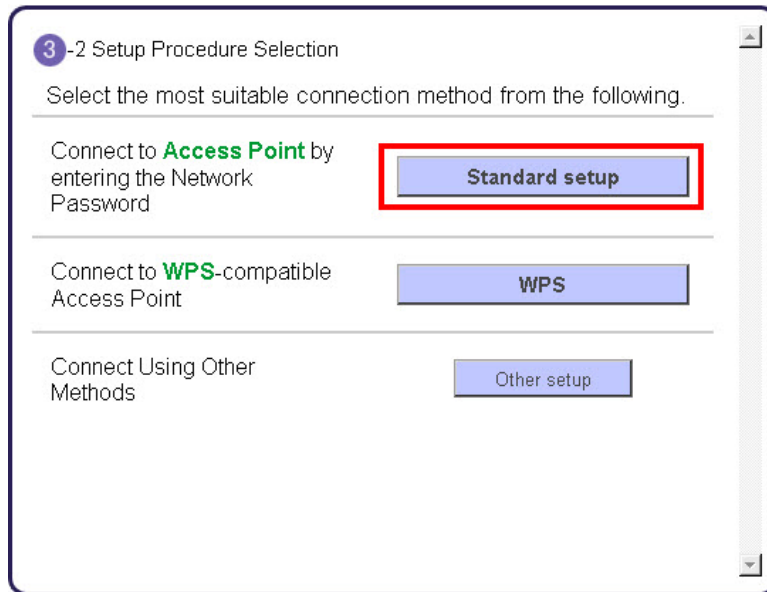 3-2 Setup Procedure Selection
Select the most suitable connection method from the following.
Connect to Access Point by
entering the Network
Password
Standard setup
Connect to WPS-compatible
Access Point
WPS
Connect Using Other
Methods
Other setup